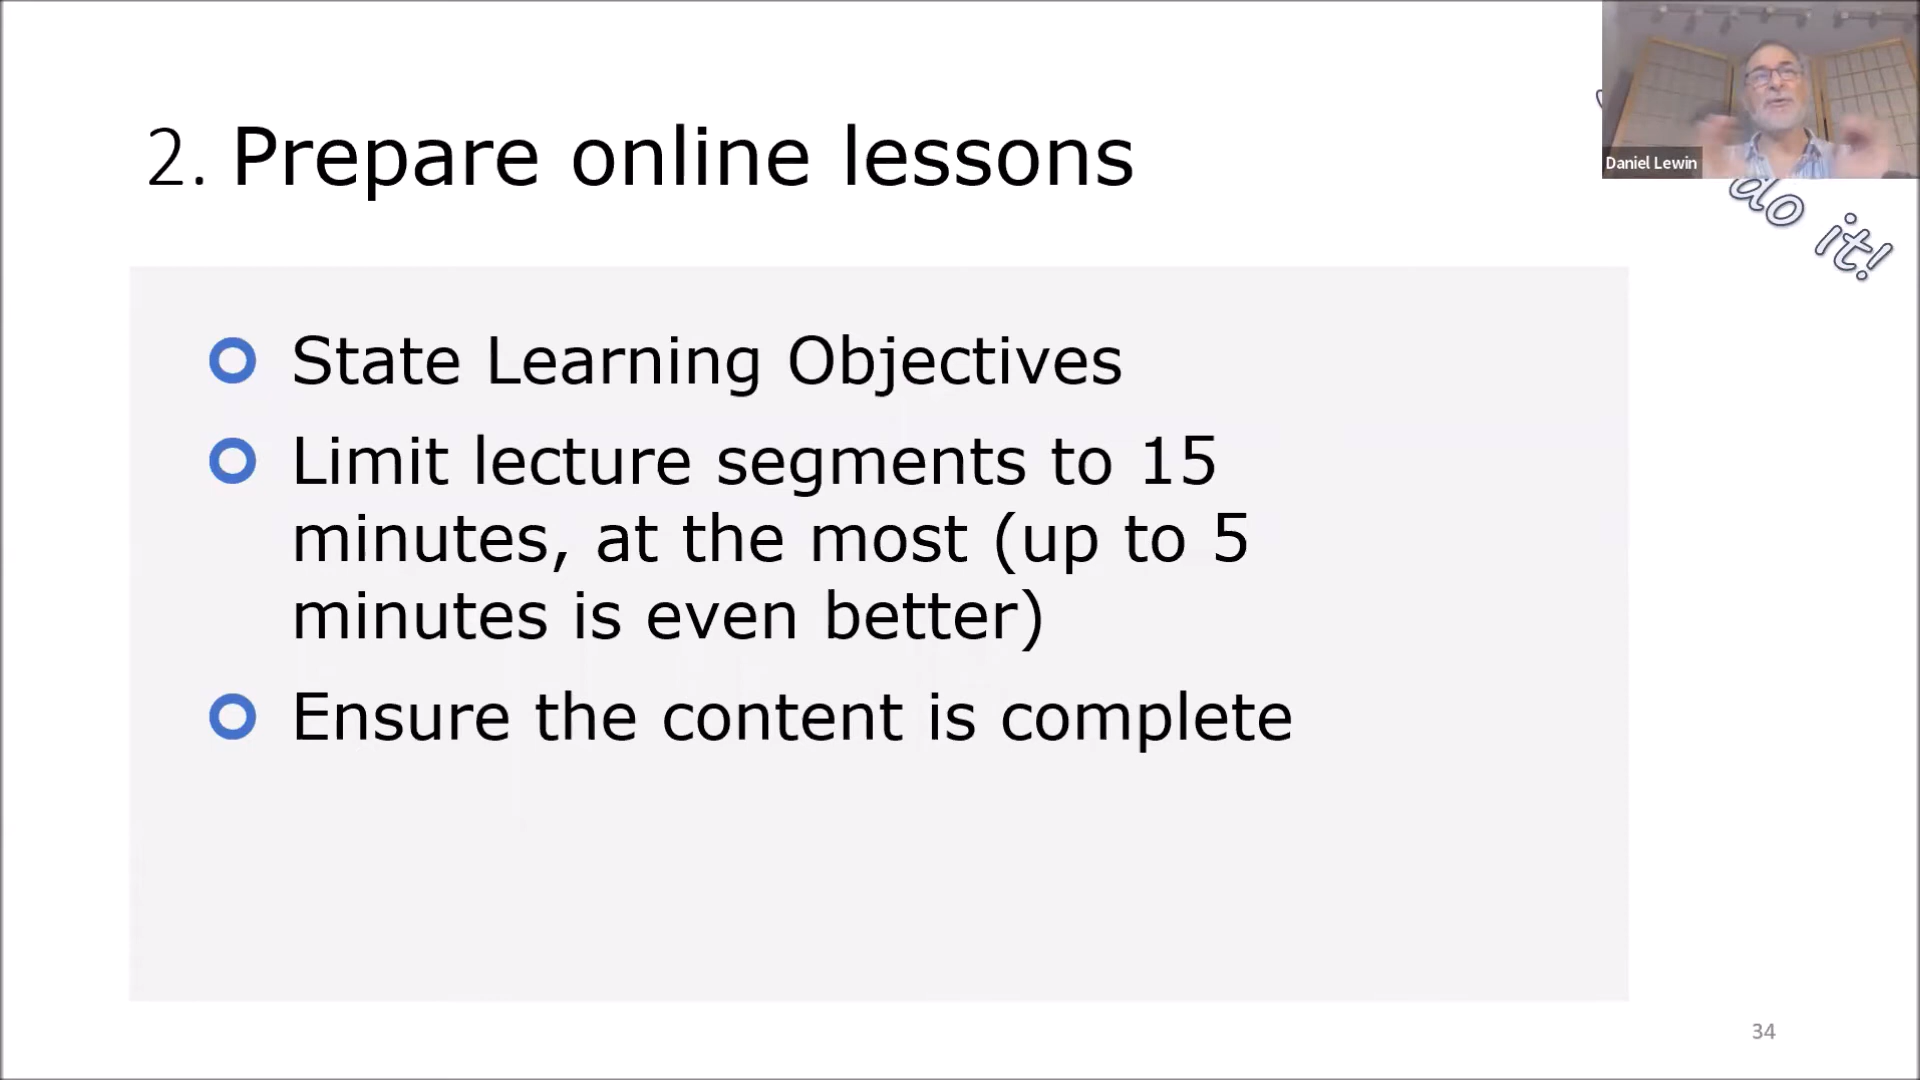 2. Prepare online lessons
Daniel Lewin
do it!
State Learning Objectives
Limit lecture segments to 15
minutes, at the most (up to 5
minutes is even better)
Ensure the content is complete
34